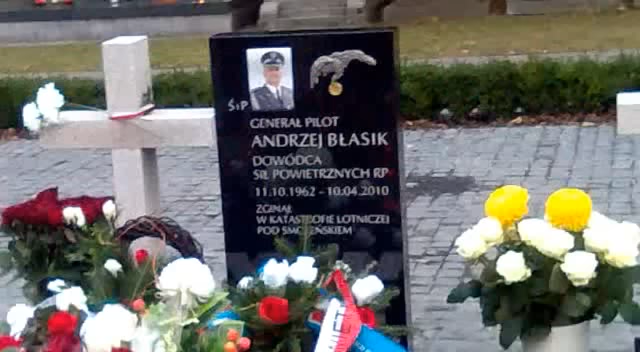 Ś†P
GENERAŁ PILOT
ANDRZEJ BŁASIK
DOWÓDCA
SIŁ POWIETRZNYCH RP
11.10.1962 - 10.04.2010
ZGINĄŁ
W KATASTROFIE LOTNICZEJ
POD SMOLEŃSKIEM